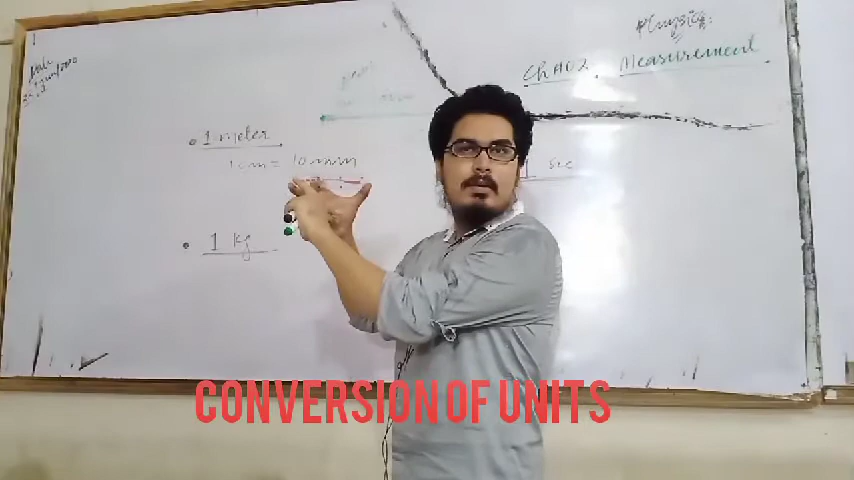 Physics
Ch#02. Measurement
1 meter
1 cm = 10 mm
1 sec
1 kg
CONVERSION OF UNITS